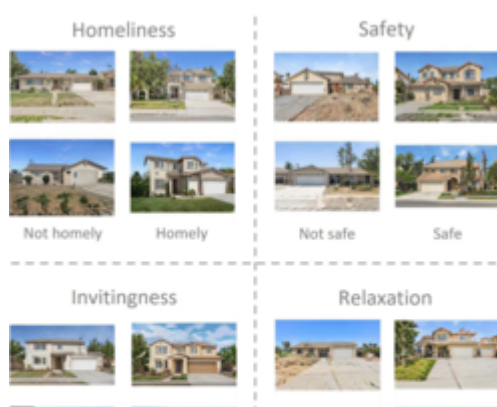 Homeliness
Not homely
Homely
Safety
Not safe
Safe
Invitingness
Relaxation